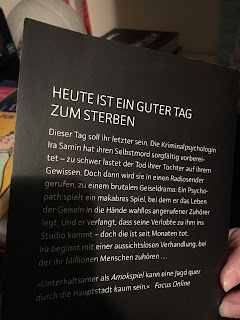 HEUTE IST EIN GUTER TAG
ZUM STERBEN
Dieser Tag soll ihr letzter sein. Die Kriminalpsychologin
Ira Samin hat ihren Selbstmord sorgfältig vorberei-
tet – zu schwer lastet der Tod ihrer Tochter auf ihrem
Gewissen. Doch dann wird sie in einen Radiosender
gerufen, zu einem brutalen Geiseldrama: Ein Psycho-
path spielt ein makabres Spiel, bei dem er das Leben
der Geiseln in die Hände wahllos angerufener Zuhörer
legt. Und er verlangt, dass seine Verlobte zu ihm ins
Studio kommt – doch die ist seit Monaten tot.
Ira beginnt mit einer aussichtslosen Verhandlung, bei
der ihr Millionen Menschen zuhören ...
»Unterhaltsamer als Amokspiel kann eine Jagd quer
durch die Hauptstadt kaum sein.« Focus Online